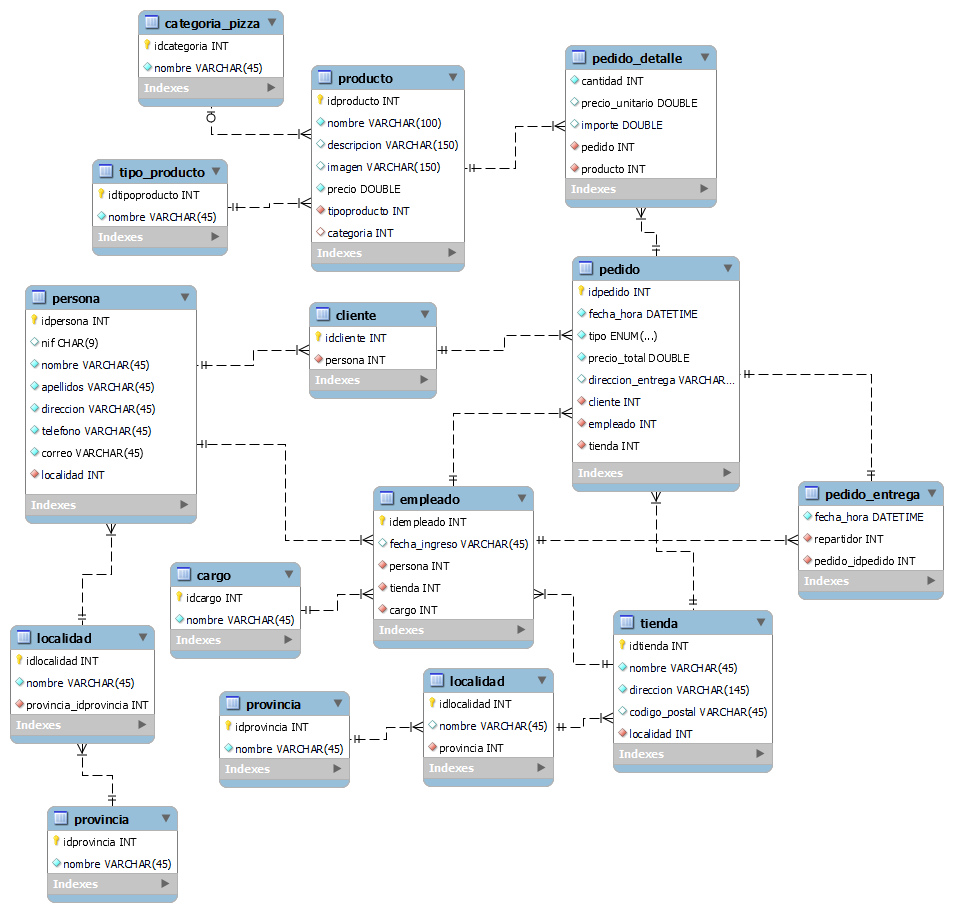 categoria_pizza
idcategoria INT
nombre VARCHAR(45)
Indexes
producto
idproducto INT
nombre VARCHAR(100)
descripcion VARCHAR(150)
imagen VARCHAR(150)
precio DOUBLE
tipoproducto INT
categoria INT
Indexes
pedido_detalle
cantidad INT
precio_unitario DOUBLE
importe DOUBLE
pedido INT
producto INT
Indexes
tipo_producto
idtipoproducto INT
nombre VARCHAR(45)
Indexes
persona
idpersona INT
nif CHAR(9)
nombre VARCHAR(45)
apellidos VARCHAR(45)
direccion VARCHAR(45)
telefono VARCHAR(45)
correo VARCHAR(45)
localidad INT
Indexes
cliente
idcliente INT
persona INT
Indexes
pedido
idpedido INT
fecha_hora DATETIME
tipo ENUM(...)
precio_total DOUBLE
direccion_entrega VARCHAR...
cliente INT
empleado INT
tienda INT
Indexes
empleado
idempleado INT
fecha_ingreso VARCHAR(45)
persona INT
tienda INT
cargo INT
Indexes
pedido_entrega
fecha_hora DATETIME
repartidor INT
pedido_idpedido INT
Indexes
cargo
idcargo INT
nombre VARCHAR(45)
Indexes
localidad
idlocalidad INT
nombre VARCHAR(45)
provincia_idprovincia INT
Indexes
provincia
idprovincia INT
nombre VARCHAR(45)
Indexes
localidad
idlocalidad INT
nombre VARCHAR(45)
provincia INT
Indexes
tienda
idtienda INT
nombre VARCHAR(45)
direccion VARCHAR(145)
codigo_postal VARCHAR(45)
localidad INT
Indexes
provincia
idprovincia INT
nombre VARCHAR(45)
Indexes